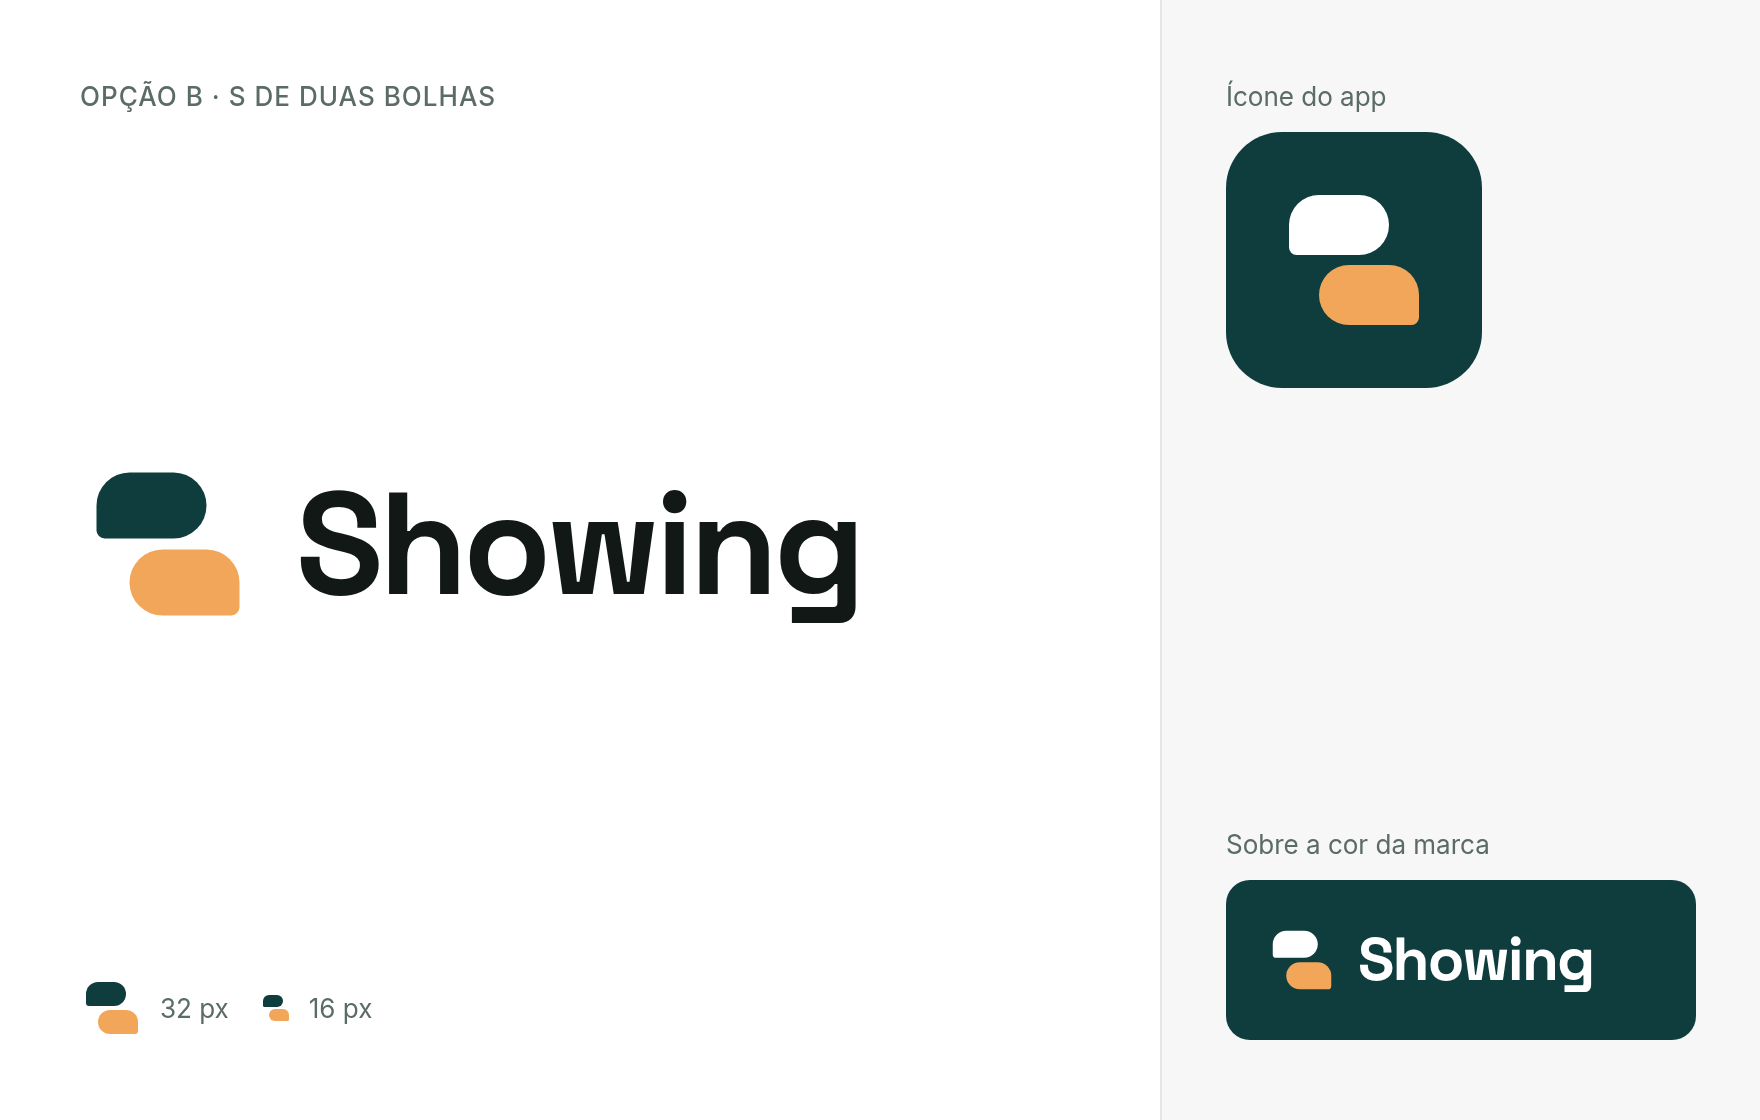 OPÇÃO B · S DE DUAS BOLHAS
Showing
32 px
16 px
Ícone do app
Sobre a cor da marca
Showing